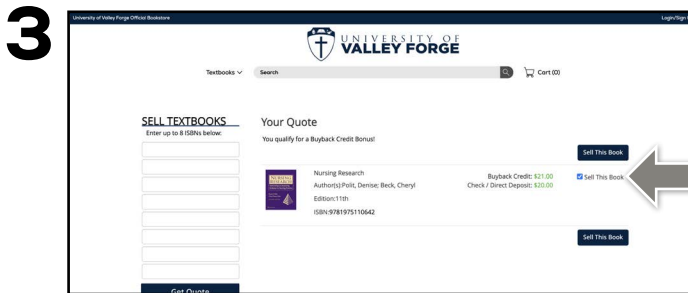 3
University of Valley Forge Official Bookstore
Login/Sign
UNIVERSITY OF
VALLEY FORGE
Textbooks
Search
Cart (0)
SELL TEXTBOOKS
Enter up to 8 ISBNs below:
Get Quote
Your Quote
You qualify for a Buyback Credit Bonus!
Sell This Book
NURSING
RESEARCH
Nursing Research
Author(s):Polit, Denise; Beck, Cheryl
Edition:11th
ISBN:9781975110642
Buyback Credit: $21.00
Check / Direct Deposit: $20.00
Sell This Book
Sell This Book